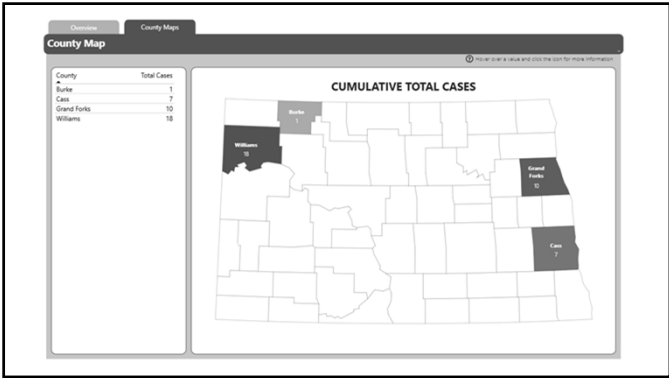 Overview
County Maps
County Map
Hover over a value and click the icon for more information
County Total Cases
Burke 1
Cass 7
Grand Forks 10
Williams 18
CUMULATIVE TOTAL CASES
Burke
1
Williams
18
Grand
Forks
10
Cass
7